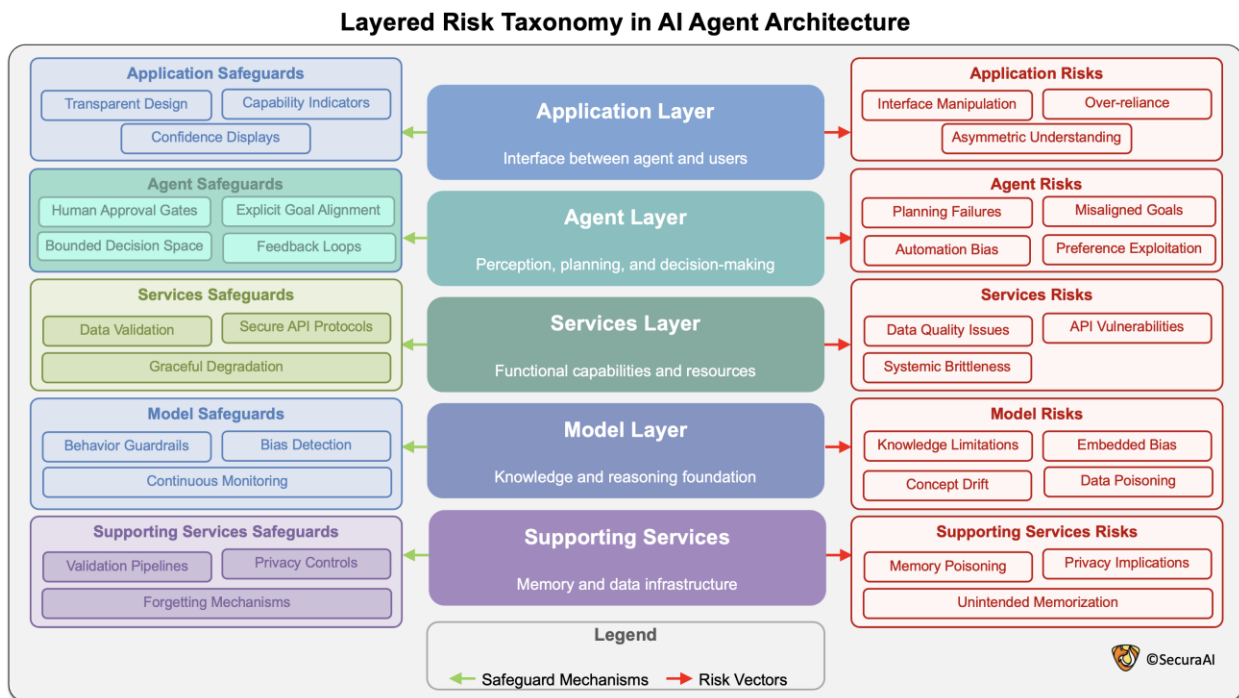 Layered Risk Taxonomy in AI Agent Architecture
Application Safeguards
Transparent Design
Capability Indicators
Confidence Displays
Application Layer
Interface between agent and users
Application Risks
Interface Manipulation
Over-reliance
Asymmetric Understanding
Agent Safeguards
Human Approval Gates
Explicit Goal Alignment
Bounded Decision Space
Feedback Loops
Agent Layer
Perception, planning, and decision-making
Agent Risks
Planning Failures
Misaligned Goals
Automation Bias
Preference Exploitation
Services Safeguards
Data Validation
Secure API Protocols
Graceful Degradation
Services Layer
Functional capabilities and resources
Services Risks
Data Quality Issues
API Vulnerabilities
Systemic Brittleness
Model Safeguards
Behavior Guardrails
Bias Detection
Continuous Monitoring
Model Layer
Knowledge and reasoning foundation
Model Risks
Knowledge Limitations
Embedded Bias
Concept Drift
Data Poisoning
Supporting Services Safeguards
Validation Pipelines
Privacy Controls
Forgetting Mechanisms
Supporting Services
Memory and data infrastructure
Supporting Services Risks
Memory Poisoning
Privacy Implications
Unintended Memorization
Legend
Safeguard Mechanisms
Risk Vectors
©SecuraAI